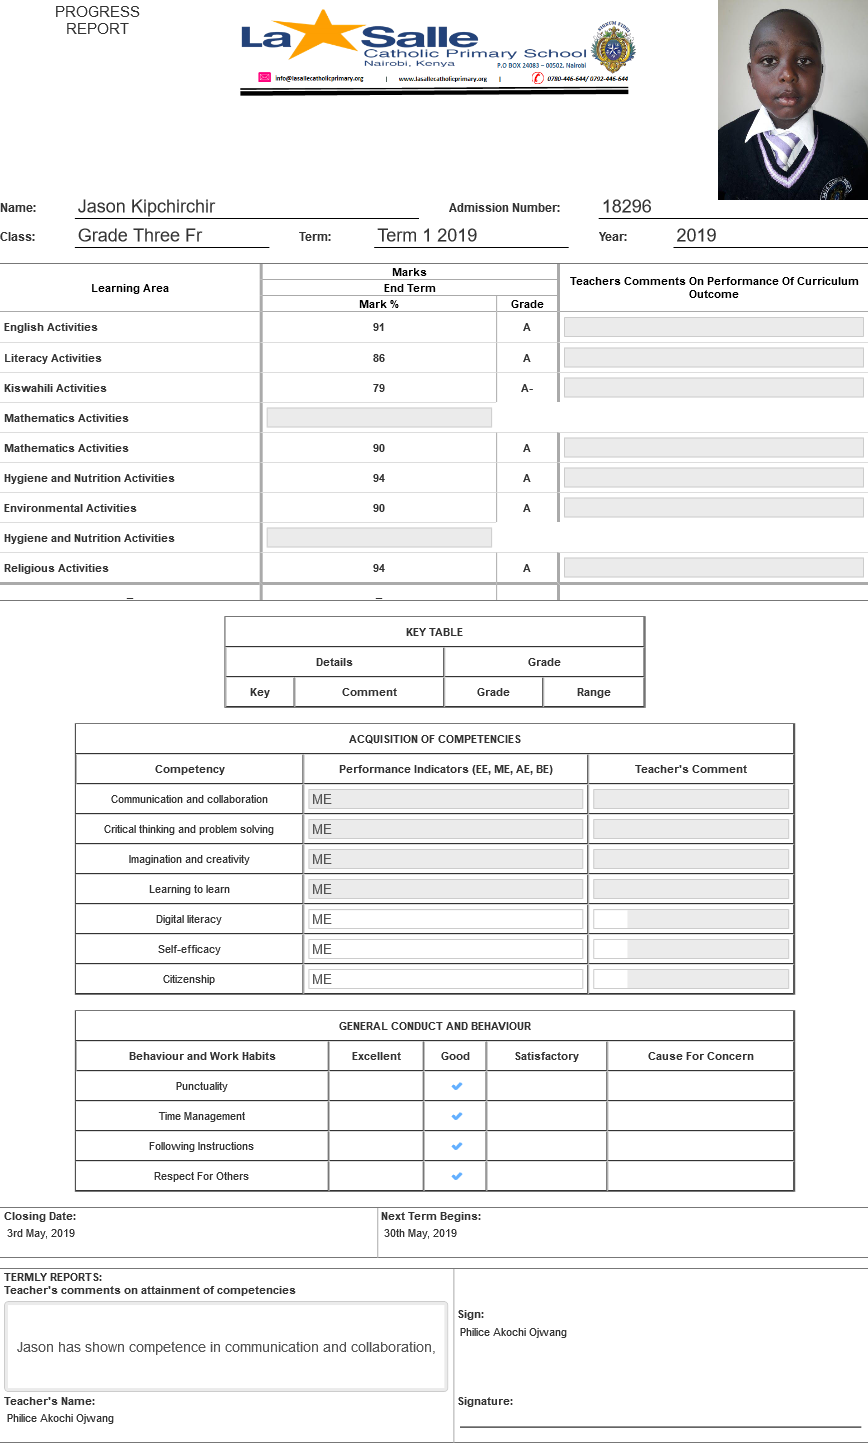 PROGRESS
REPORT
La Salle
Catholic Primary School
Nairobi, Kenya
P.O BOX 24083 – 00502, Nairobi
info@lasallecatholicprimary.org | www.lasallecatholicprimary.org | 0780-446-644/ 0792-446-644
Name: Jason Kipchirchir Admission Number: 18296
Class: Grade Three Fr Term: Term 1 2019 Year: 2019
Learning Area Marks Teachers Comments On Performance Of Curriculum Outcome
End Term
Mark % Grade
English Activities 91 A
Literacy Activities 86 A
Kiswahili Activities 79 A-
Mathematics Activities
Mathematics Activities 90 A
Hygiene and Nutrition Activities 94 A
Environmental Activities 90 A
Hygiene and Nutrition Activities
Religious Activities 94 A
_ _
KEY TABLE
Details Grade
Key Comment Grade Range
ACQUISITION OF COMPETENCIES
Competency Performance Indicators (EE, ME, AE, BE) Teacher's Comment
Communication and collaboration ME
Critical thinking and problem solving ME
Imagination and creativity ME
Learning to learn ME
Digital literacy ME
Self-efficacy ME
Citizenship ME
GENERAL CONDUCT AND BEHAVIOUR
Behaviour and Work Habits Excellent Good Satisfactory Cause For Concern
Punctuality ✓
Time Management ✓
Following Instructions ✓
Respect For Others ✓
Closing Date: Next Term Begins:
3rd May, 2019 30th May, 2019
TERMLY REPORTS:
Teacher's comments on attainment of competencies
Sign:
Philice Akochi Ojwang
Jason has shown competence in communication and collaboration,
Teacher's Name: Signature:
Philice Akochi Ojwang